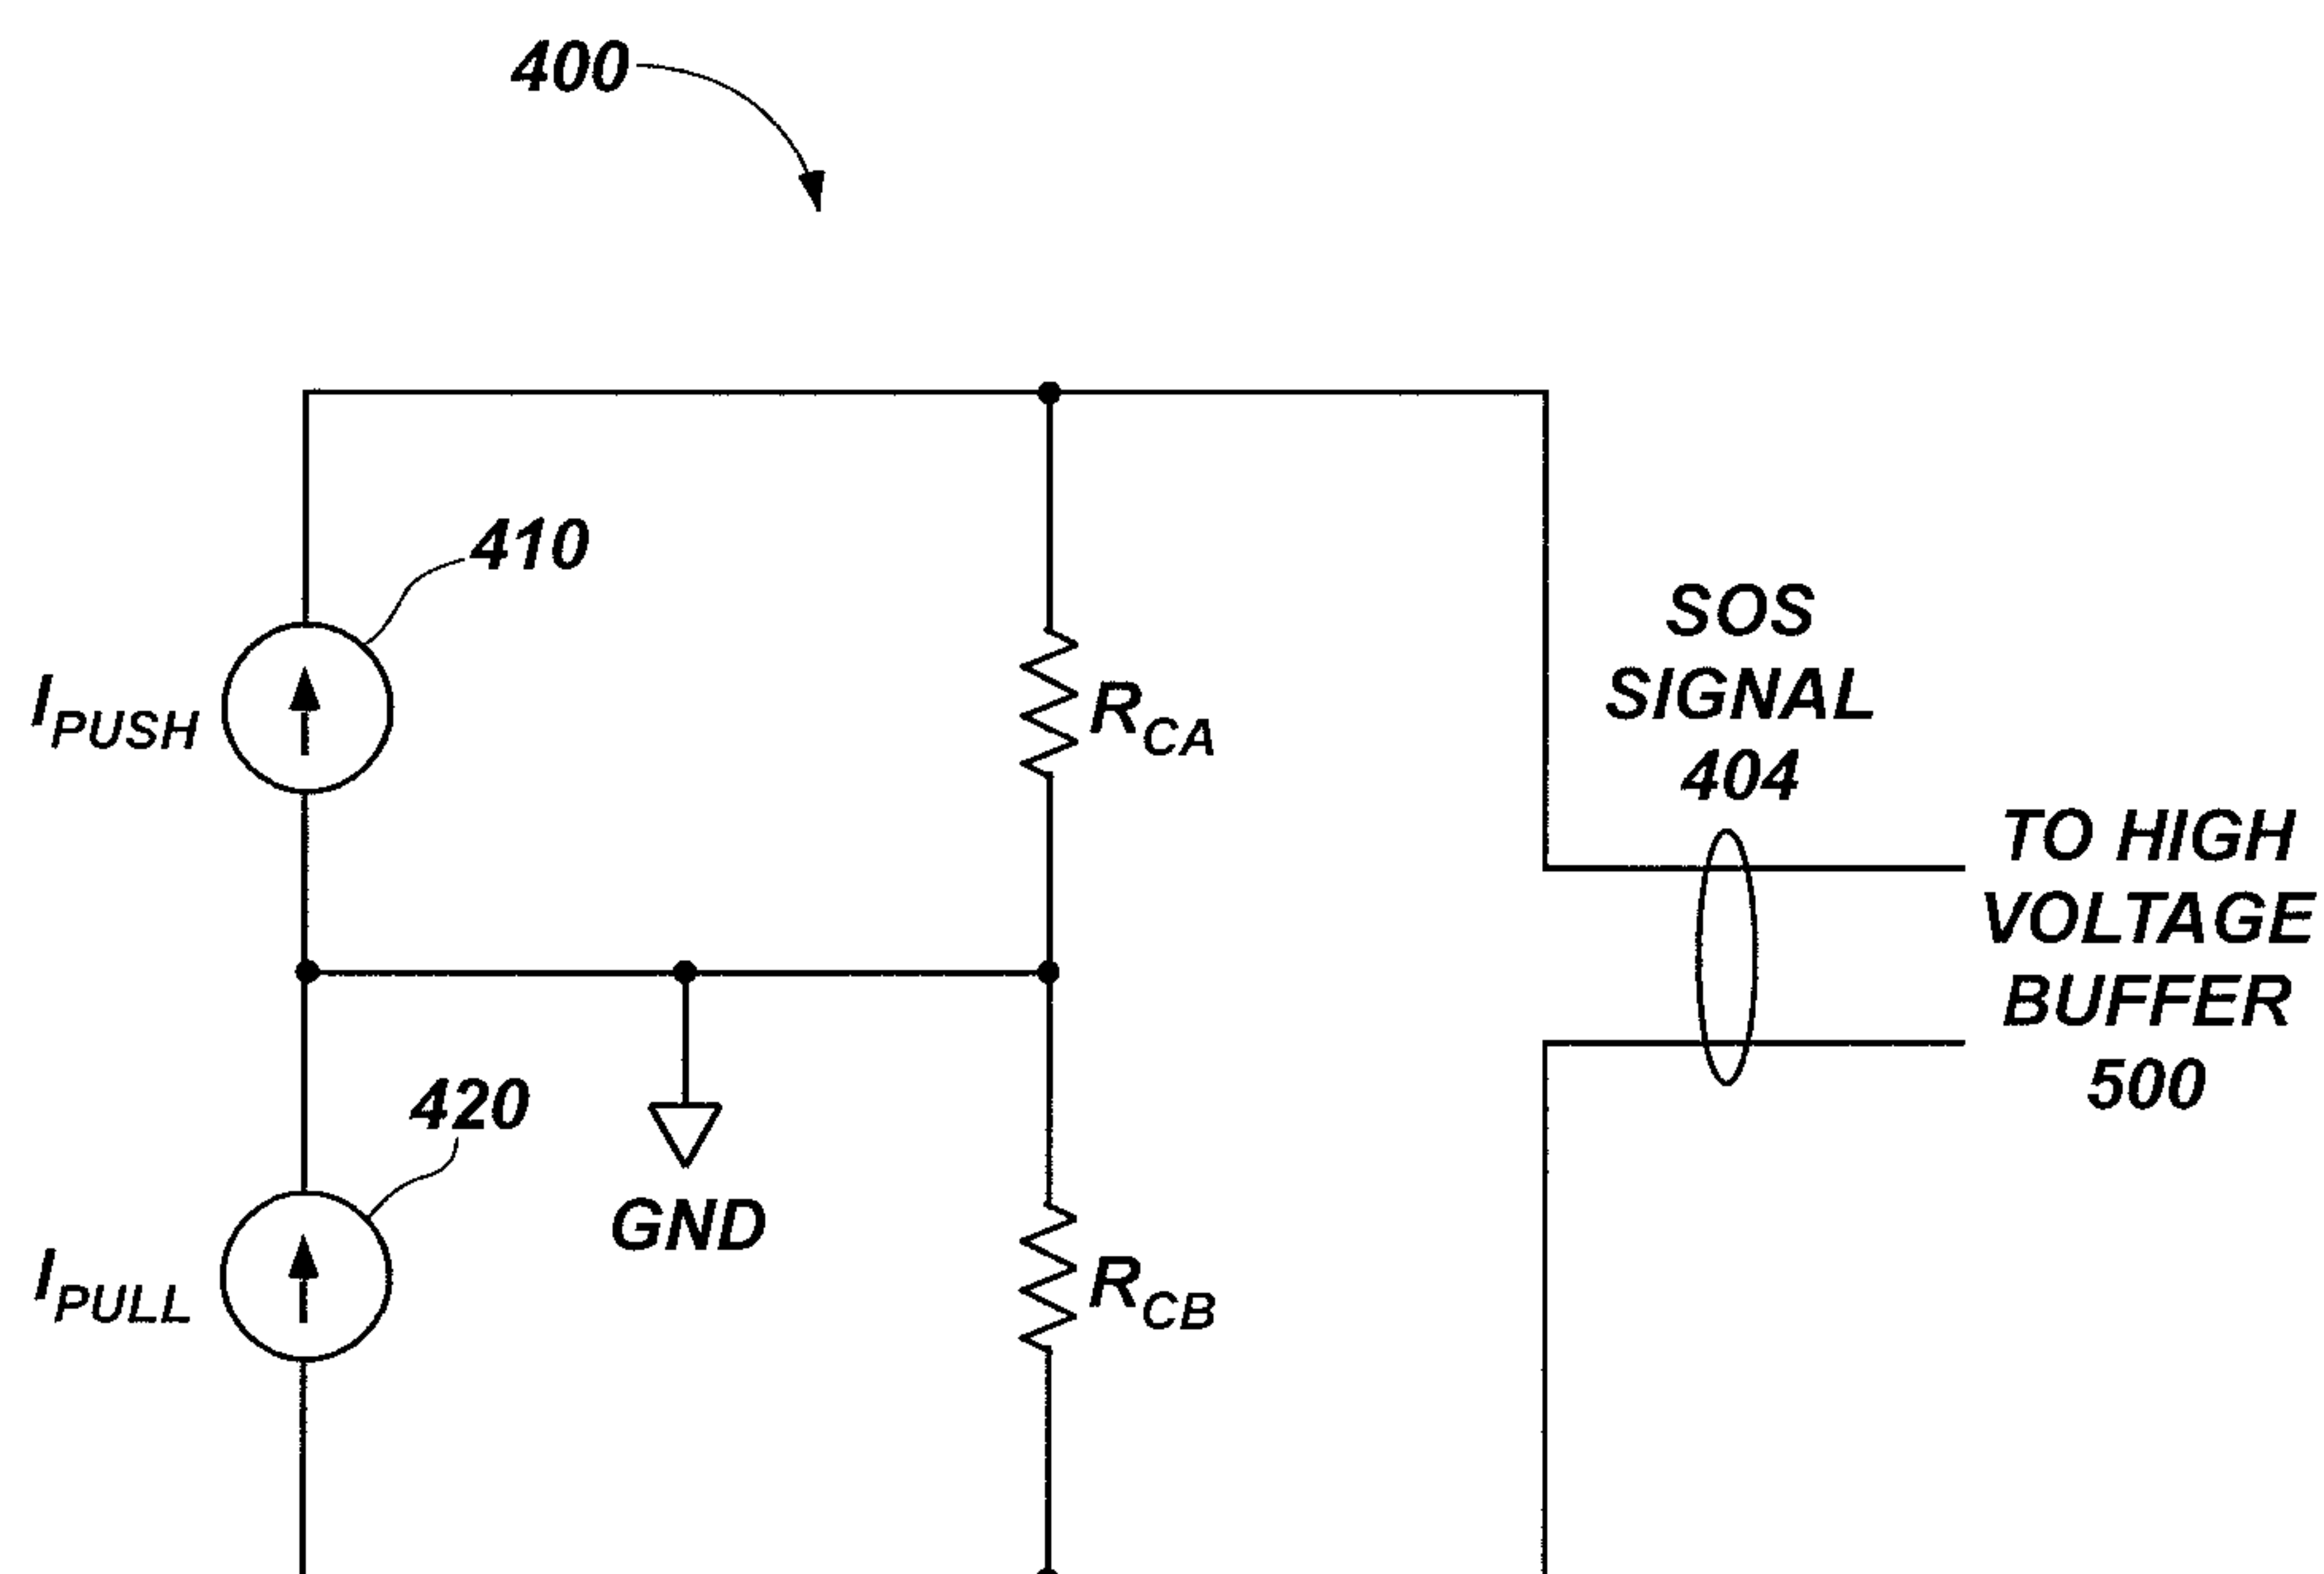 400
410
I_PUSH
R_CA
SOS
SIGNAL
404
TO HIGH
VOLTAGE
BUFFER
500
420
GND
I_PULL
R_CB